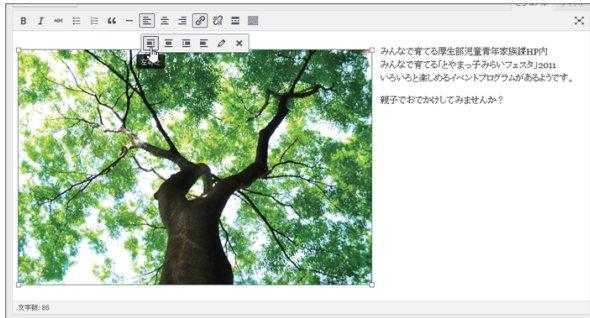 B I ABC
みんなで育てる厚生部児童青年家族課HP内
みんなで育てる「とやまっ子みらいフェスタ」2011
いろいろと楽しめるイベントプログラムがあるようです。
親子でおでかけしてみませんか？
文字数: 86